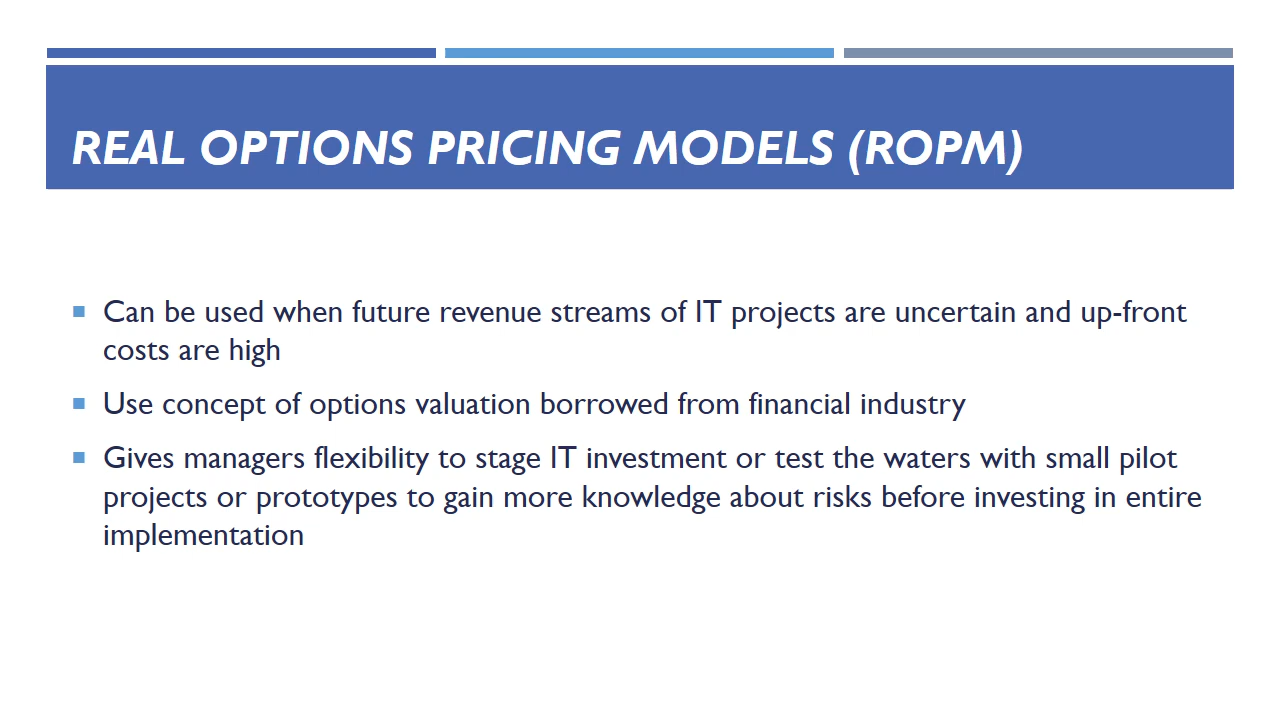 REAL OPTIONS PRICING MODELS (ROPM)
Can be used when future revenue streams of IT projects are uncertain and up-front
costs are high
Use concept of options valuation borrowed from financial industry
Gives managers flexibility to stage IT investment or test the waters with small pilot
projects or prototypes to gain more knowledge about risks before investing in entire
implementation